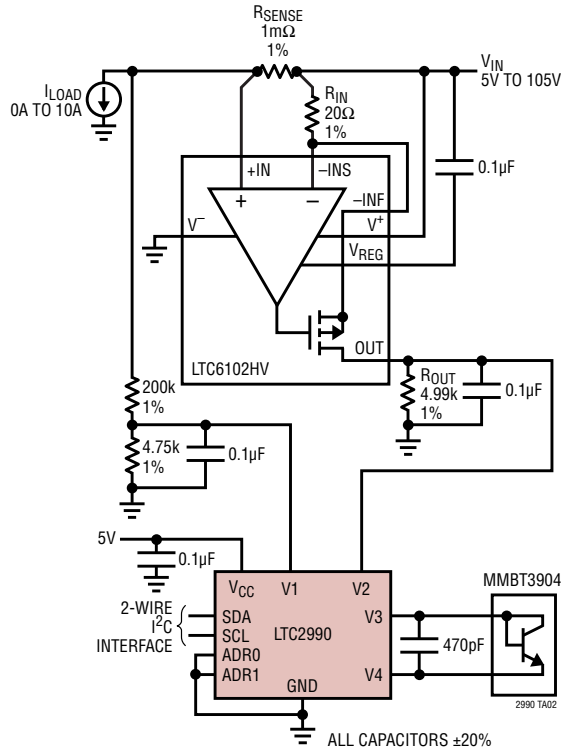 RSENSE
1mΩ
1%
VIN
5V TO 105V
ILOAD
0A TO 10A
RIN
20Ω
1%
0.1µF
+IN
–INS
+
–
–INF
V–
V+
VREG
OUT
LTC6102HV
ROUT
4.99k
1%
0.1µF
200k
1%
4.75k
1%
0.1µF
5V
0.1µF
VCC
V1
V2
MMBT3904
2-WIRE
I2C
INTERFACE
SDA
SCL
ADR0
ADR1
LTC2990
V3
V4
470pF
GND
2990 TA02
ALL CAPACITORS ±20%